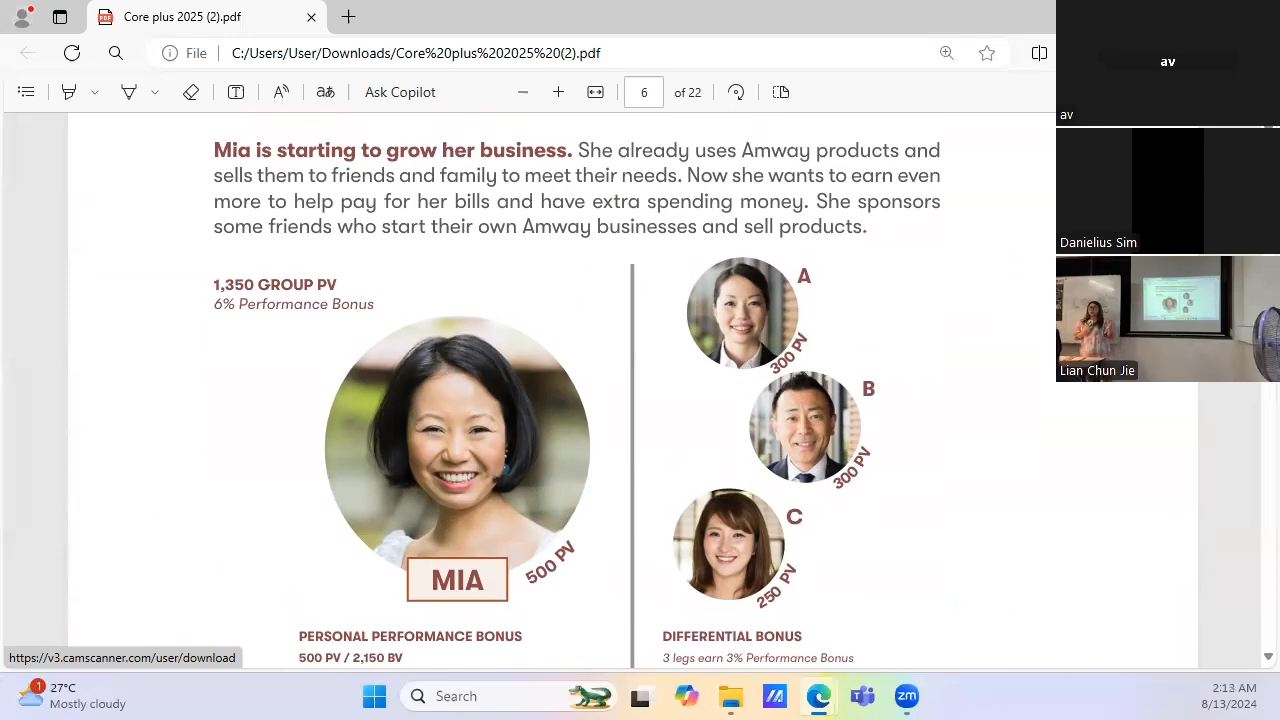 Core plus 2025 (2).pdf
File
C:/Users/User/Downloads/Core%20plus%202025%20(2).pdf
Ask Copilot
6
of 22
Mia is starting to grow her business. She already uses Amway products and
sells them to friends and family to meet their needs. Now she wants to earn even
more to help pay for her bills and have extra spending money. She sponsors
some friends who start their own Amway businesses and sell products.
1,350 GROUP PV
6% Performance Bonus
MIA
500 PV
PERSONAL PERFORMANCE BONUS
500 PV / 2,150 BV
A
300 PV
B
300 PV
C
250 PV
DIFFERENTIAL BONUS
3 legs earn 3% Performance Bonus
av
av
Danielius Sim
Lian Chun Jie
https://v3.camscanner.com/user/download
1
27°C
Mostly cloudy
Search
zm
2:13 AM
8/13/2024